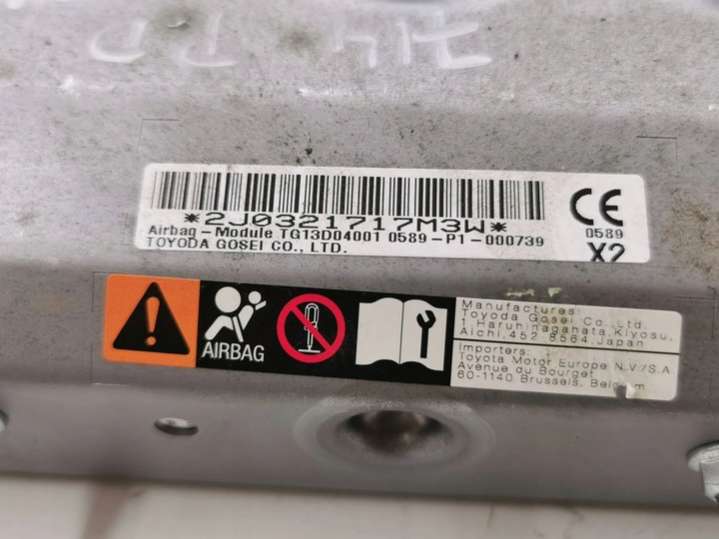 *2J0321717M3W*
Airbag - Module TG13D04001 0589-P1-000739
TOYODA GOSEI CO., LTD.
CE
0589
X2
AIRBAG
Manufactures:
Toyoda Gosei Co., Ltd.
1, Haruhinagahata, Kiyosu,
Aichi, 452 8564, Japan
Importers:
Toyota Motor Europe N.V./S.A
Avenue du Bourget
60-1140 Brussels, Belgium